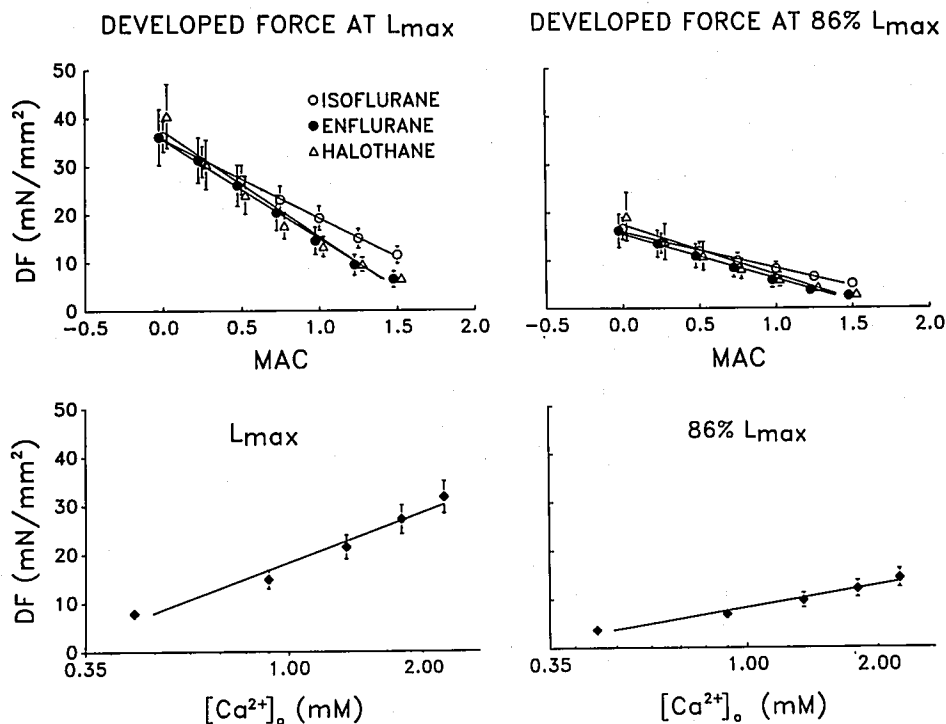 DEVELOPED FORCE AT Lmax
DEVELOPED FORCE AT 86% Lmax
50
40
30
20
10
0
DF (mN/mm²)
○ISOFLURANE
●ENFLURANE
△HALOTHANE
−0.5 0.0 0.5 1.0 1.5 2.0
MAC
−0.5 0.0 0.5 1.0 1.5 2.0
MAC
50
40
30
20
10
0
DF (mN/mm²)
Lmax
86% Lmax
0.35 1.00 2.00
[Ca²⁺]ₒ (mM)
0.35 1.00 2.00
[Ca²⁺]ₒ (mM)